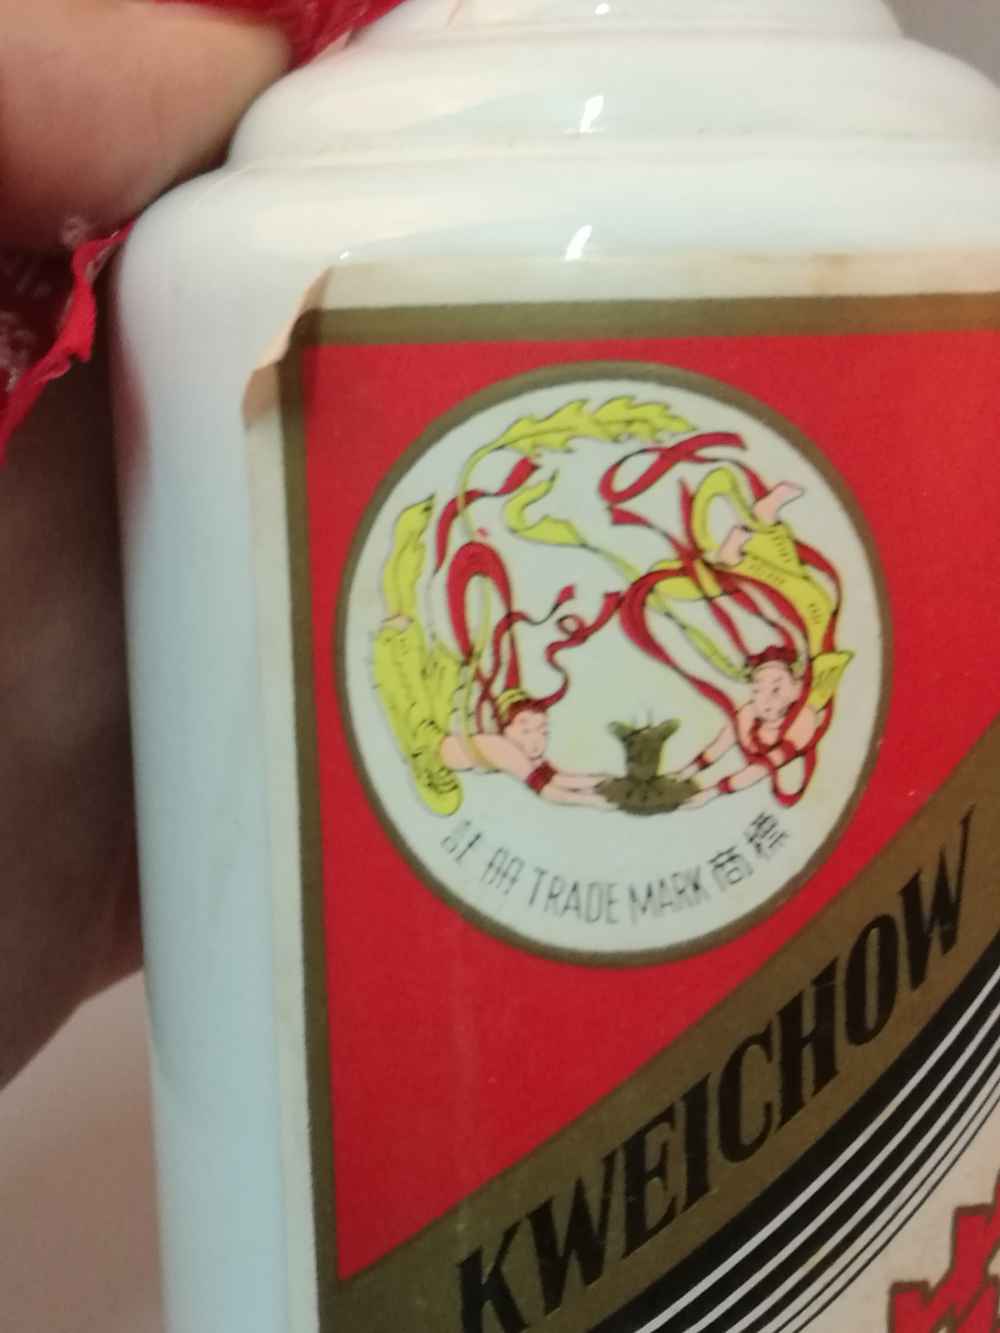 註册 TRADE MARK 商標
KWEICHOW